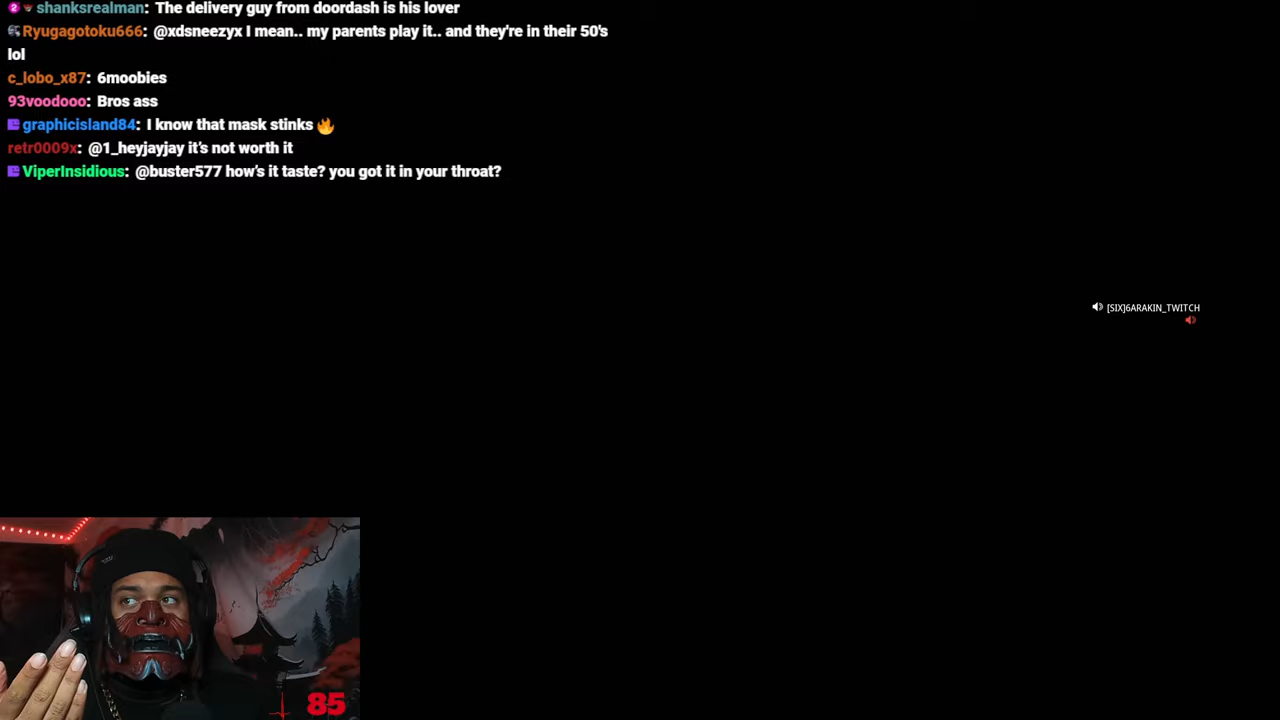 shanksrealman: The delivery guy from doordash is his lover
Ryugagotoku666: @xdsneezyx I mean.. my parents play it.. and they're in their 50's
lol
c_lobo_x87: 6moobies
93voodooo: Bros ass
graphicisland84: I know that mask stinks 🔥
retr0009x: @1_heyjayjay it's not worth it
ViperInsidious: @buster577 how's it taste? you got it in your throat?
[SIX]6ARAKIN_TWITCH
85